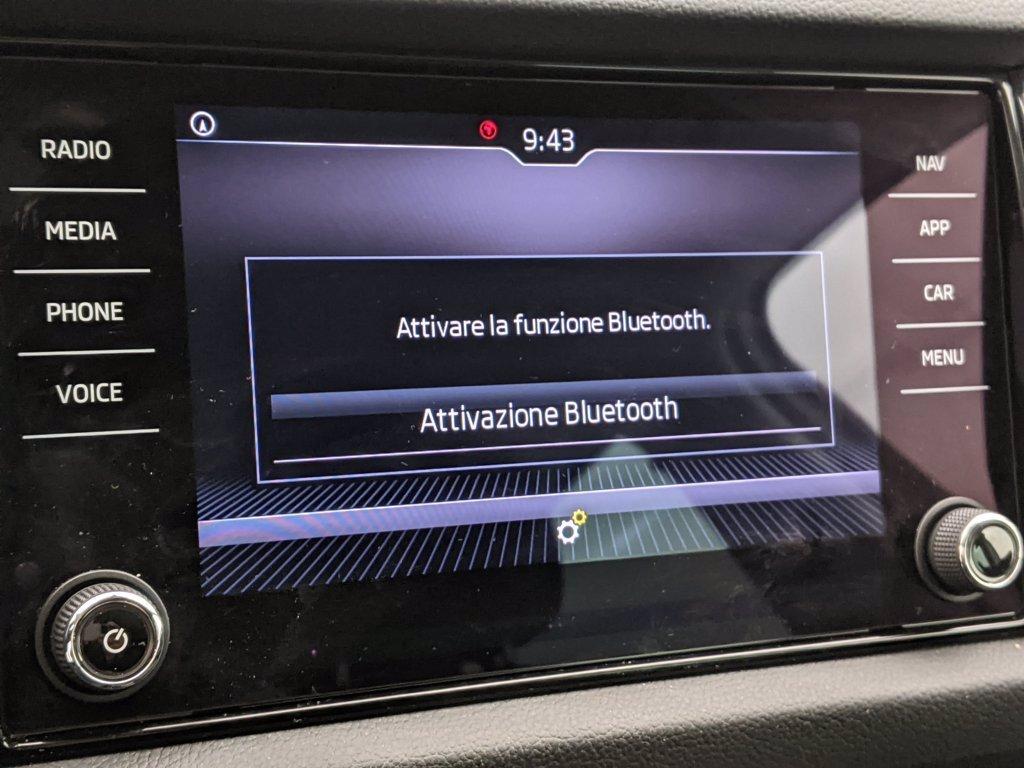 RADIO
MEDIA
PHONE
VOICE
9:43
Attivare la funzione Bluetooth.
Attivazione Bluetooth
NAV
APP
CAR
MENU